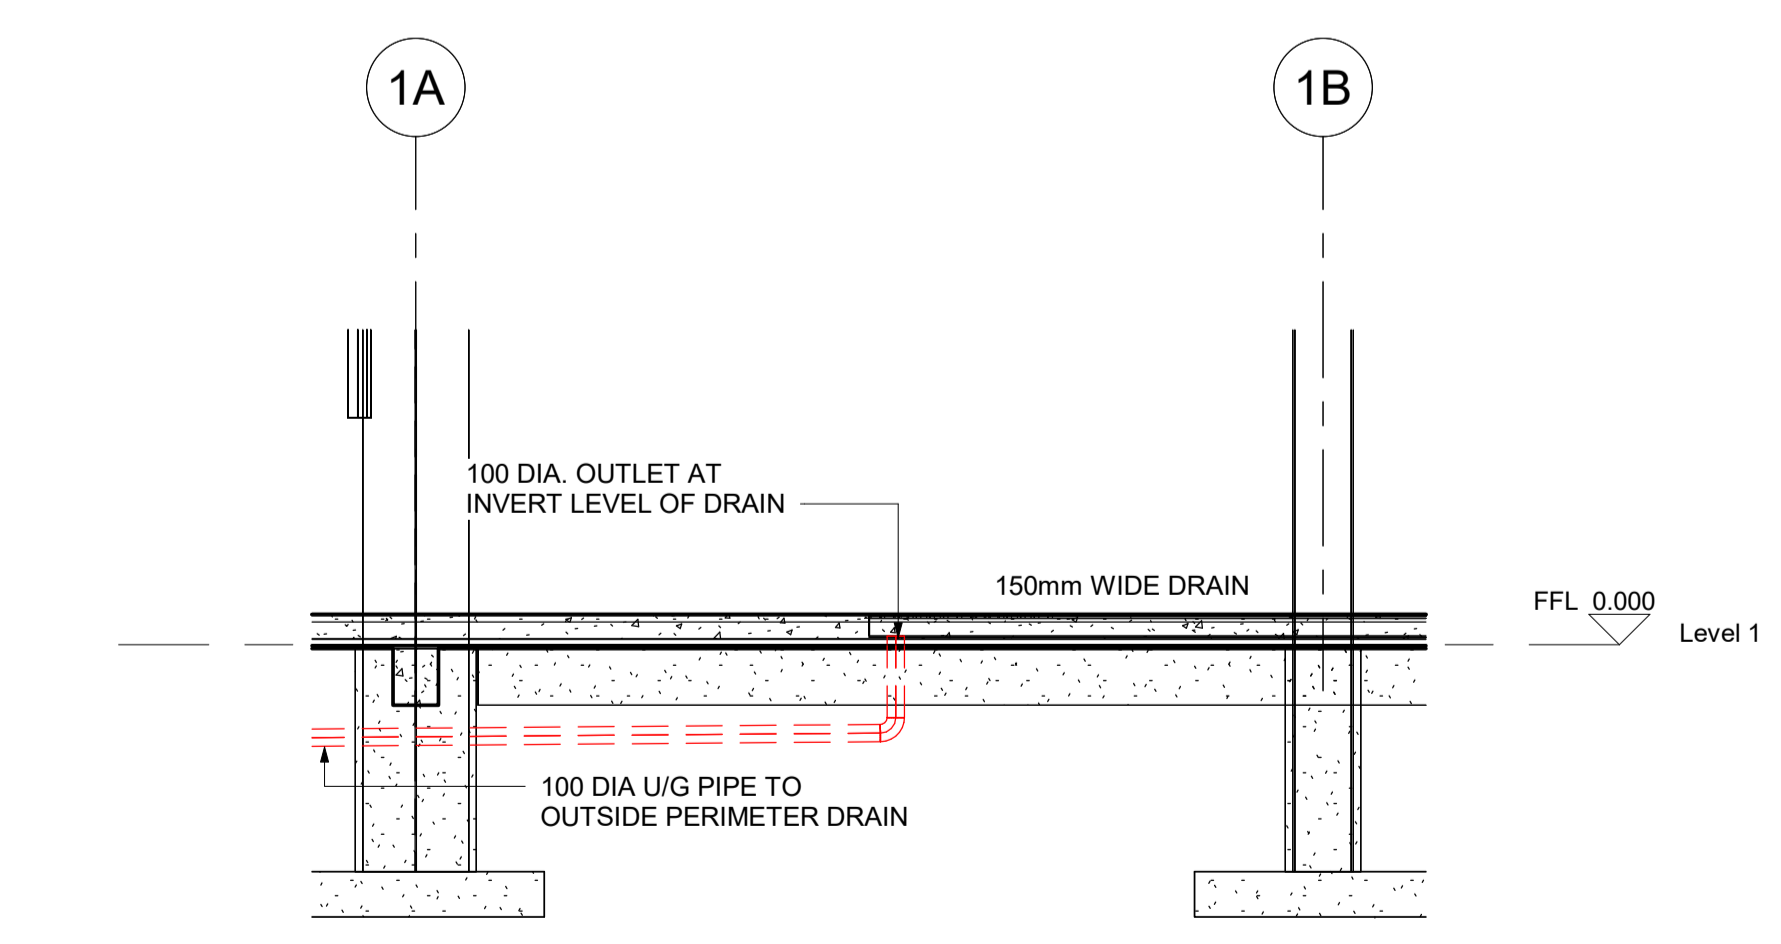 1A
1B
100 DIA. OUTLET AT
INVERT LEVEL OF DRAIN
150mm WIDE DRAIN
FFL 0.000
Level 1
100 DIA U/G PIPE TO
OUTSIDE PERIMETER DRAIN